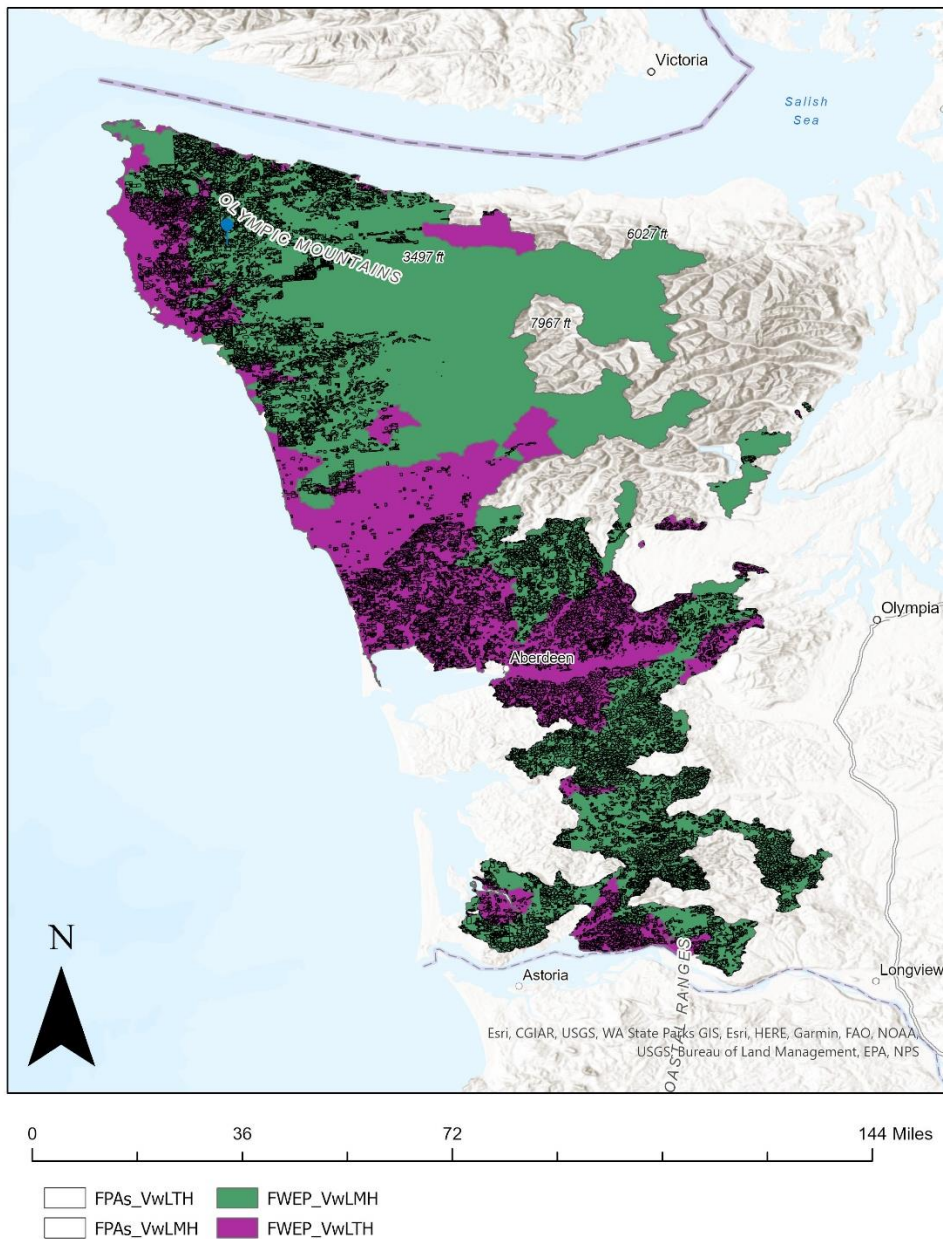 Victoria
Salish
Sea
OLYMPIC MOUNTAINS
6027 ft
3497 ft
7967 ft
Olympia
Aberdeen
N
Astoria
Longview
OASTAL RANGES
Esri, CGIAR, USGS, WA State Parks GIS, Esri, HERE, Garmin, FAO, NOAA,
USGS, Bureau of Land Management, EPA, NPS
0 36 72 144 Miles
FPAs_VwLTH FWEP_VwLMH
FPAs_VwLMH FWEP_VwLTH